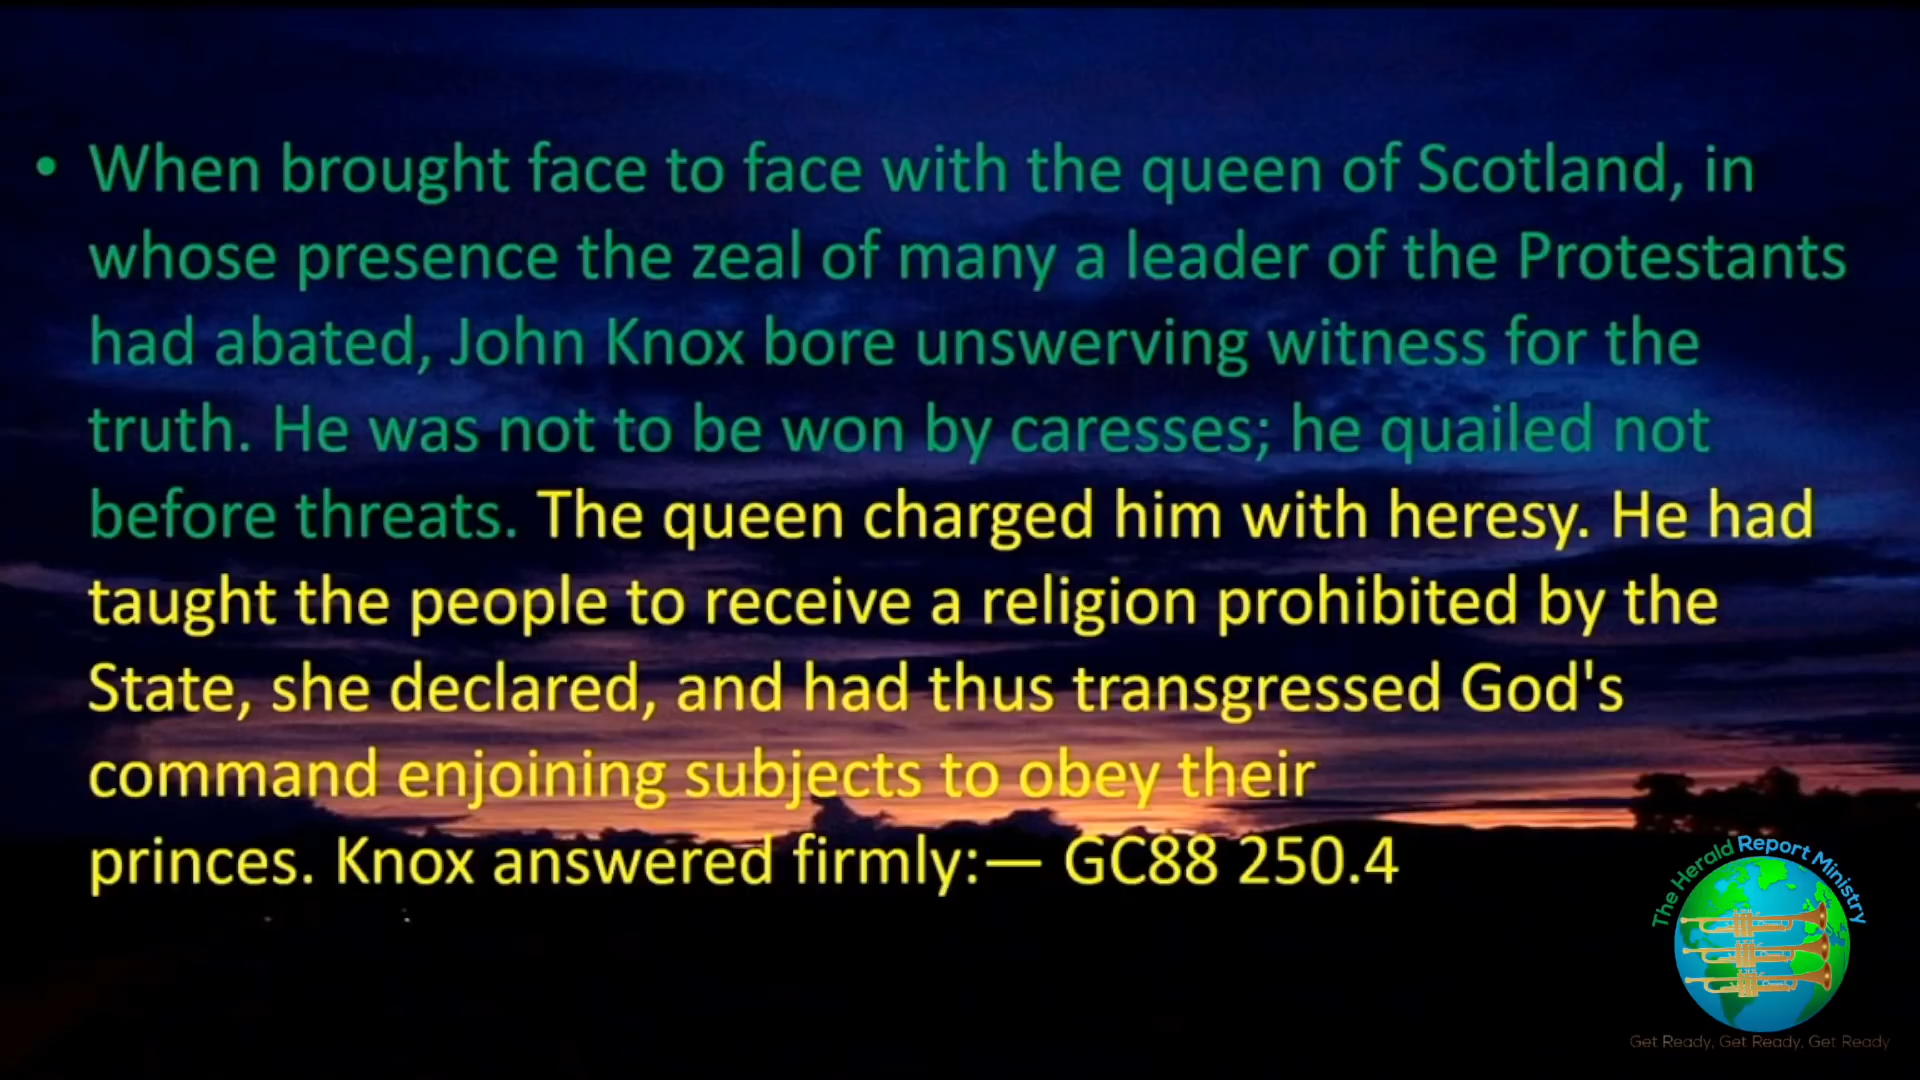 • When brought face to face with the queen of Scotland, in
whose presence the zeal of many a leader of the Protestants
had abated, John Knox bore unswerving witness for the
truth. He was not to be won by caresses; he quailed not
before threats. The queen charged him with heresy. He had
taught the people to receive a religion prohibited by the
State, she declared, and had thus transgressed God's
command enjoining subjects to obey their
princes. Knox answered firmly:— GC88 250.4
The Herald Report Ministry
Get Ready, Get Ready, Get Ready